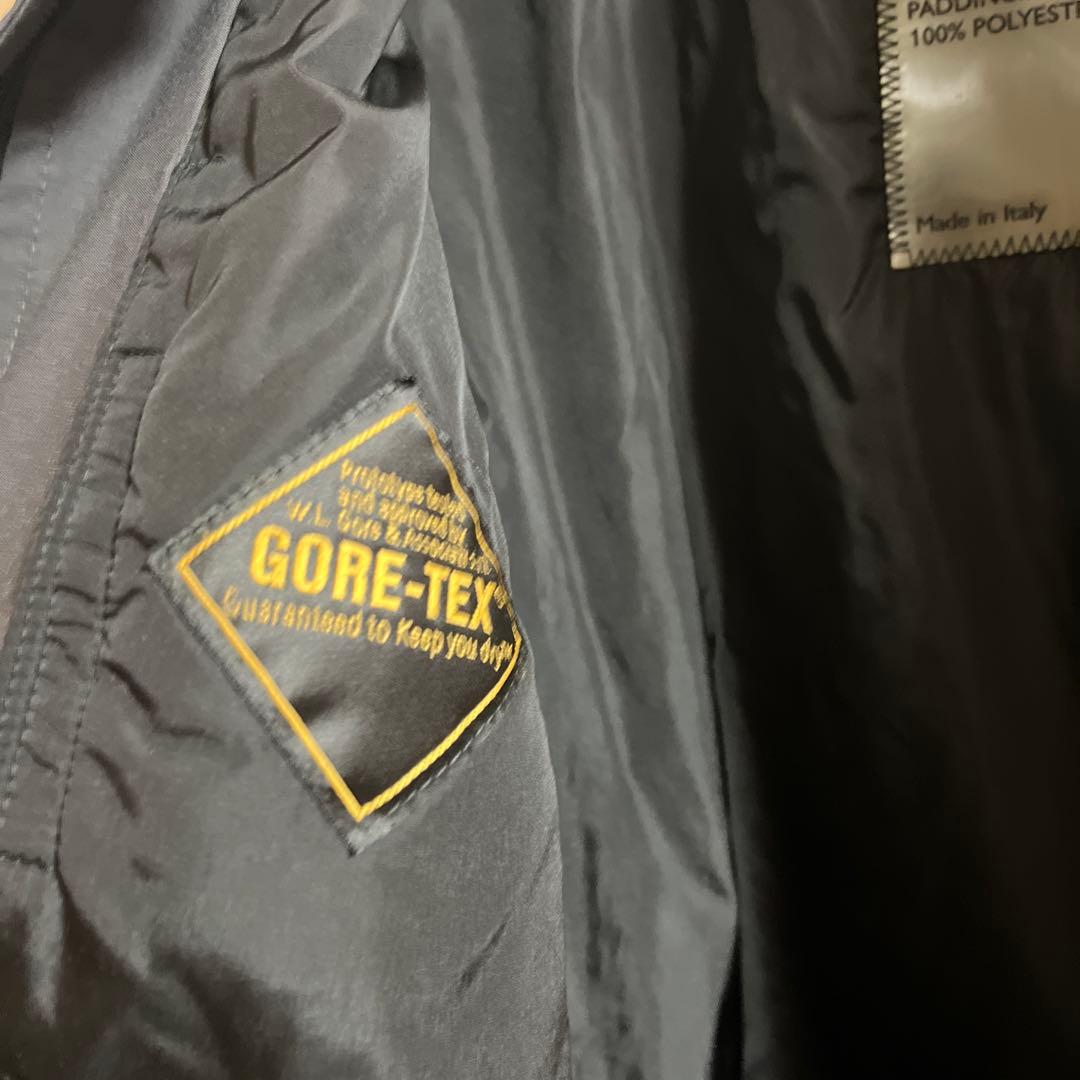 PADDING
100% POLYESTE
Made in Italy
Prototype tested
and approved by
W.L. Gore & Associates
GORE-TEX®
Guaranteed to Keep you dry™